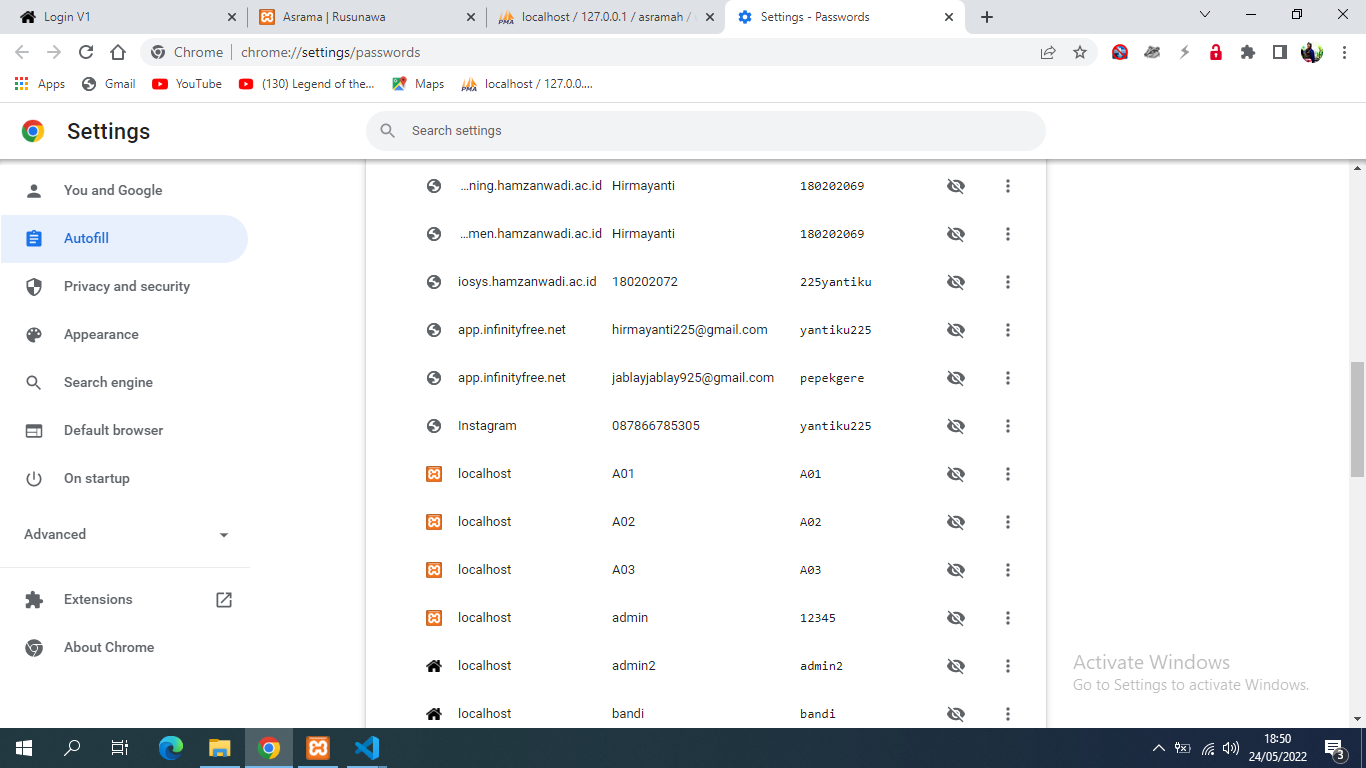 Login V1
Asrama | Rusunawa
localhost / 127.0.0.1 / asramah /
Settings - Passwords
Chrome
chrome://settings/passwords
Apps
Gmail
YouTube
(130) Legend of the...
Maps
localhost / 127.0.0....
Settings
Search settings
You and Google
Autofill
Privacy and security
Appearance
Search engine
Default browser
On startup
Advanced
Extensions
About Chrome
...ning.hamzanwadi.ac.id Hirmayanti 180202069
...men.hamzanwadi.ac.id Hirmayanti 180202069
iosys.hamzanwadi.ac.id 180202072 225yantiku
app.infinityfree.net hirmayanti225@gmail.com yantiku225
app.infinityfree.net jablayjablay925@gmail.com pepekgere
Instagram 087866785305 yantiku225
localhost A01 A01
localhost A02 A02
localhost A03 A03
localhost admin 12345
localhost admin2 admin2
localhost bandi bandi
Activate Windows
Go to Settings to activate Windows.
18:50
24/05/2022
3